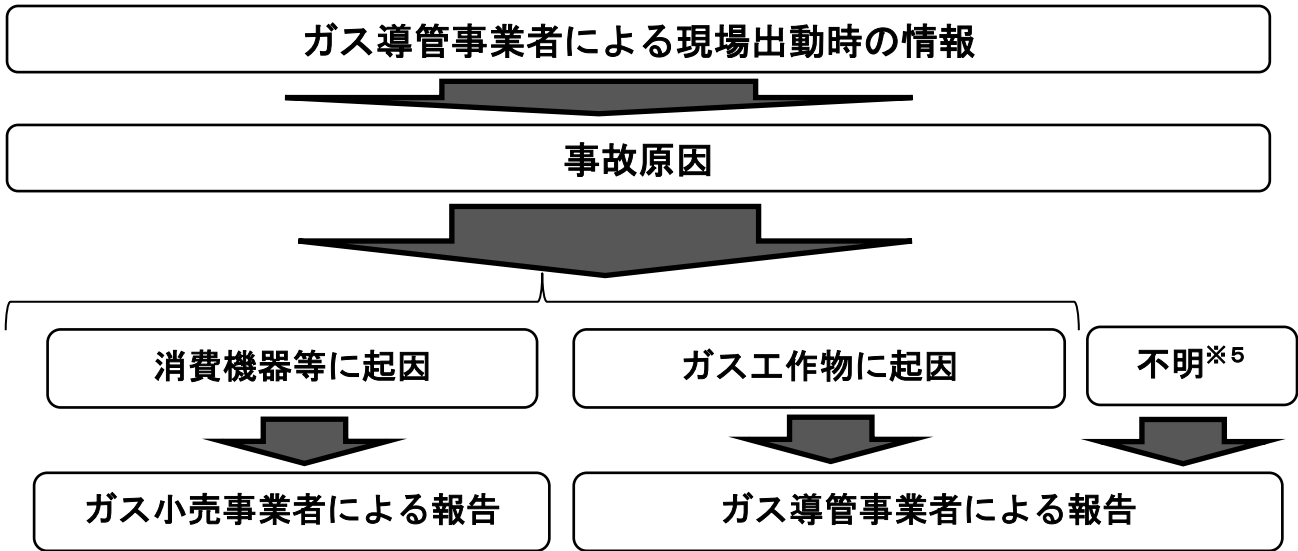 ガス導管事業者による現場出動時の情報
事故原因
消費機器等に起因
ガス工作物に起因
不明※5
ガス小売事業者による報告
ガス導管事業者による報告